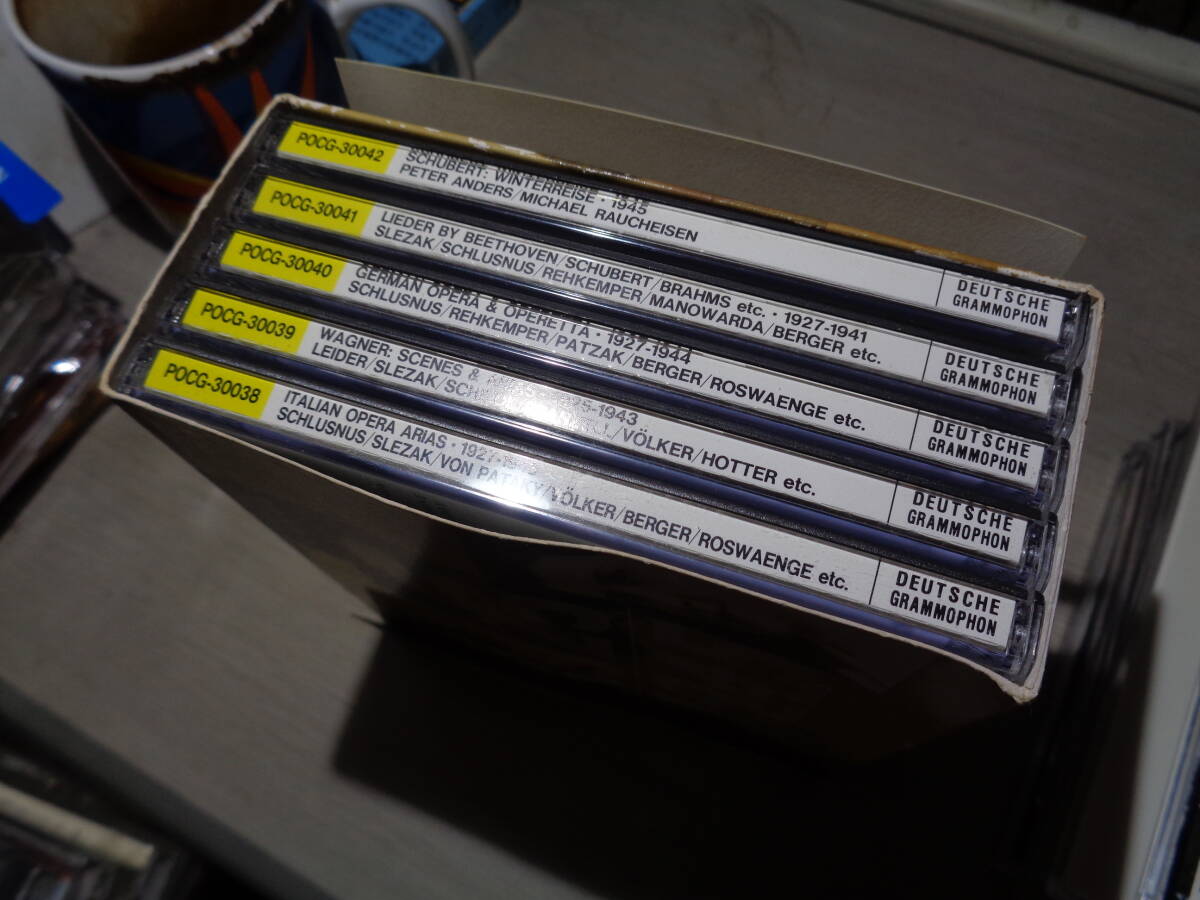 POCG-30042
SCHUBERT: WINTERREISE · 1945
PETER ANDERS/MICHAEL RAUCHEISEN
DEUTSCHE
GRAMMOPHON
POCG-30041
LIEDER BY BEETHOVEN/SCHUBERT/BRAHMS etc. · 1927-1941
SLEZAK/SCHLUSNUS/REHKEMPER/MANOWARDA/BERGER etc.
DEUTSCHE
GRAMMOPHON
POCG-30040
GERMAN OPERA & OPERETTA · 1927-1944
SCHLUSNUS/REHKEMPER/PATZAK/BERGER/ROSWAENGE etc.
DEUTSCHE
GRAMMOPHON
POCG-30039
WAGNER: SCENES &
LEIDER/SLEZAK/ /VÖLKER/HOTTER etc.
DEUTSCHE
GRAMMOPHON
POCG-30038
ITALIAN OPERA ARIAS ·
SCHLUSNUS/SLEZAK/VON /VÖLKER/BERGER/ROSWAENGE etc.
DEUTSCHE
GRAMMOPHON